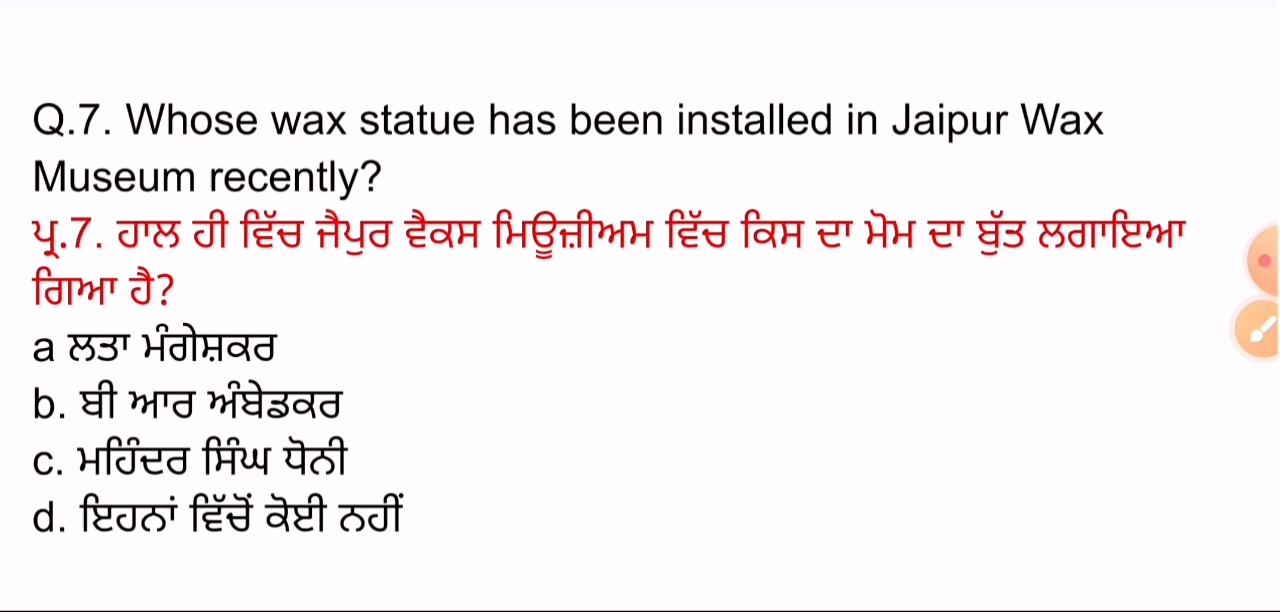 Q.7. Whose wax statue has been installed in Jaipur Wax
Museum recently?
ਪ੍ਰ.7. ਹਾਲ ਹੀ ਵਿੱਚ ਜੈਪੁਰ ਵੈਕਸ ਮਿਊਜ਼ੀਅਮ ਵਿੱਚ ਕਿਸ ਦਾ ਮੋਮ ਦਾ ਬੁੱਤ ਲਗਾਇਆ
ਗਿਆ ਹੈ?
a ਲਤਾ ਮੰਗੇਸ਼ਕਰ
b. ਬੀ ਆਰ ਅੰਬੇਡਕਰ
c. ਮਹਿੰਦਰ ਸਿੰਘ ਧੋਨੀ
d. ਇਹਨਾਂ ਵਿੱਚੋਂ ਕੋਈ ਨਹੀਂ